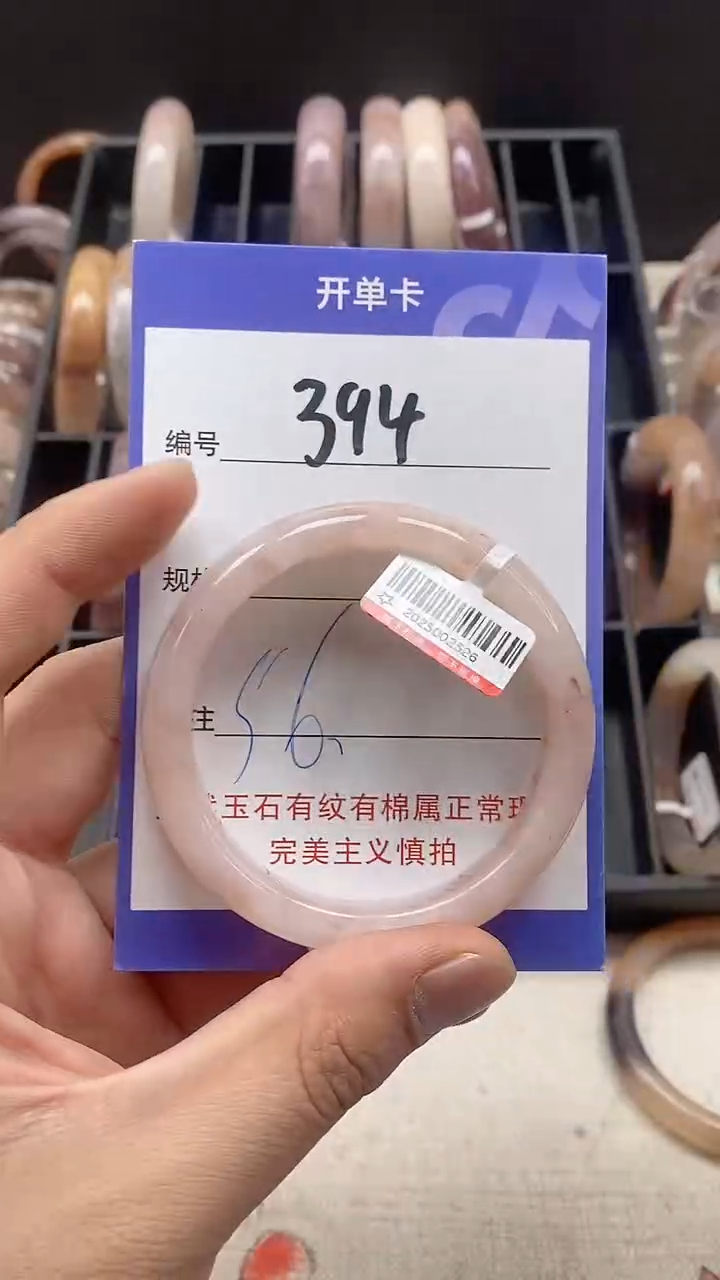 开单卡
编号 394
规
2025002526
注 56
玉石有纹有棉属正常
完美主义慎拍